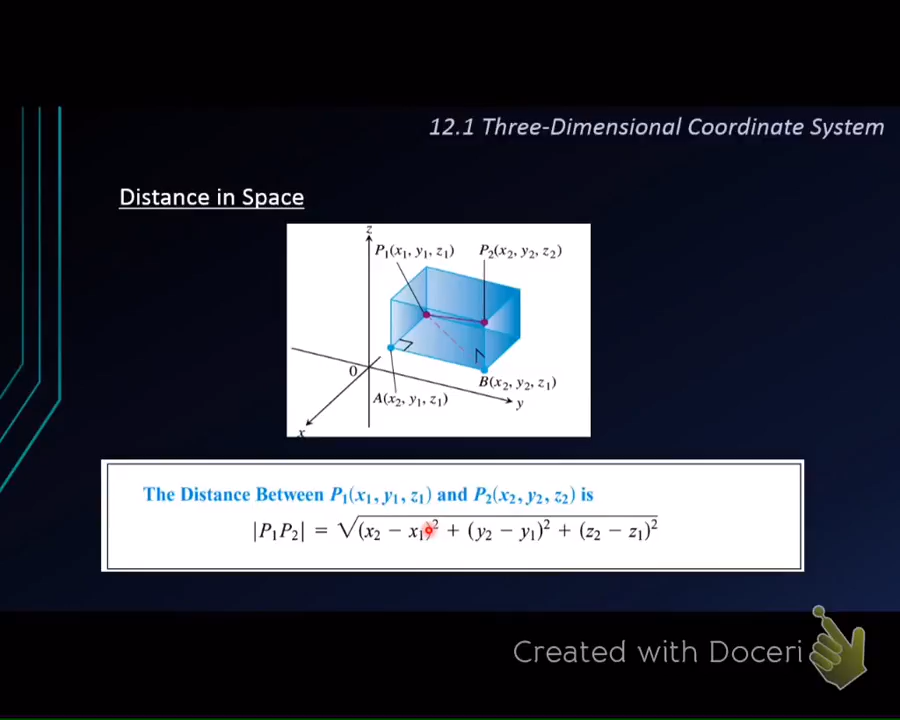 12.1 Three-Dimensional Coordinate System
Distance in Space
z
P₁(x₁, y₁, z₁) P₂(x₂, y₂, z₂)
0
B(x₂, y₂, z₁)
A(x₂, y₁, z₁)
y
x
The Distance Between P₁(x₁, y₁, z₁) and P₂(x₂, y₂, z₂) is
|P₁P₂| = √(x₂ − x₁)² + (y₂ − y₁)² + (z₂ − z₁)²
Created with Doceri